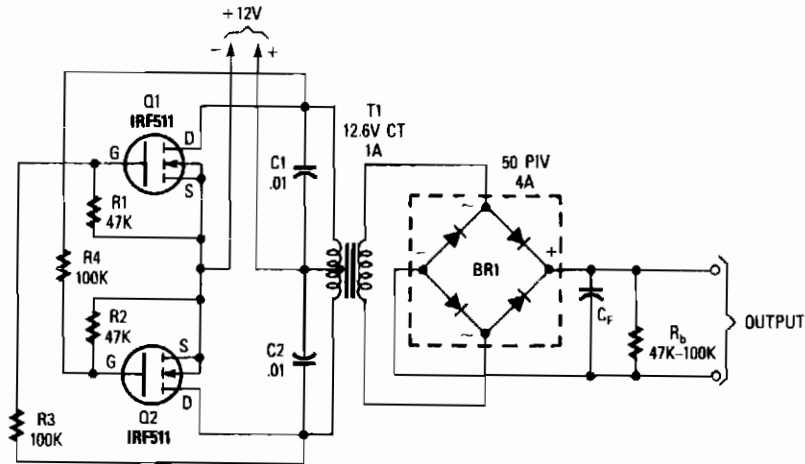 +12V
- +
Q1
IRF511
D
G
S
R1
47K
R4
100K
R2
47K
S
G
D
Q2
IRF511
R3
100K
C1
.01
C2
.01
T1
12.6V CT
1A
50 PIV
4A
~
- +
BR1
~
CF
Rb
47K–100K
OUTPUT